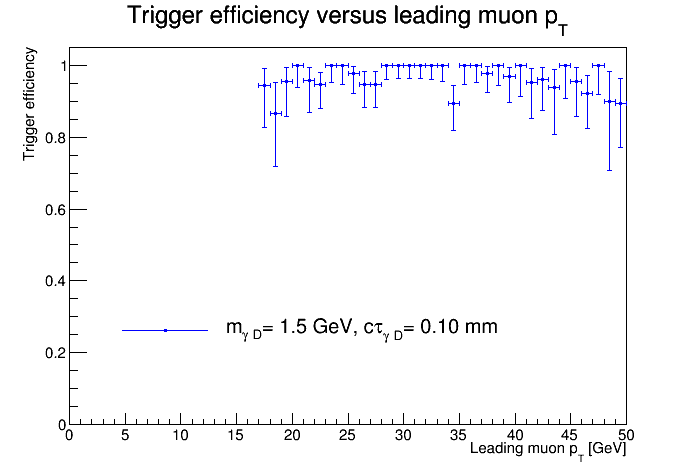 Trigger efficiency versus leading muon p_T
Trigger efficiency
1
0.8
0.6
0.4
0.2
0
m_γ D= 1.5 GeV, cτ_γ D= 0.10 mm
0 5 10 15 20 25 30 35 40 45 50
Leading muon p_T [GeV]